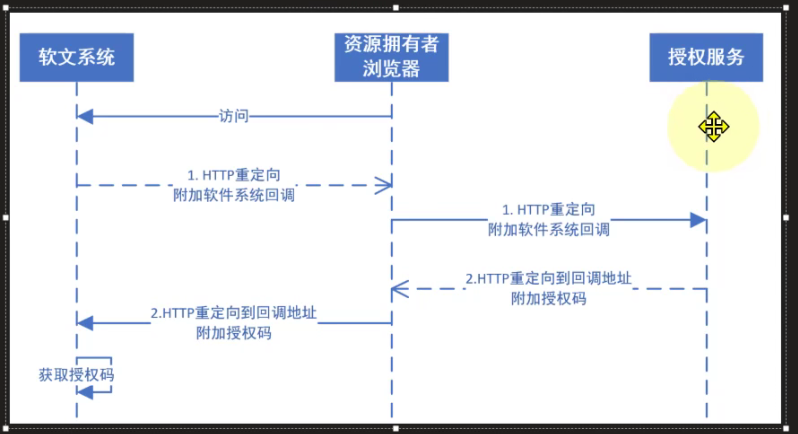 软文系统
资源拥有者
浏览器
授权服务
访问
1. HTTP重定向
附加软件系统回调
1. HTTP重定向
附加软件系统回调
2.HTTP重定向到回调地址
附加授权码
2.HTTP重定向到回调地址
附加授权码
获取授权码